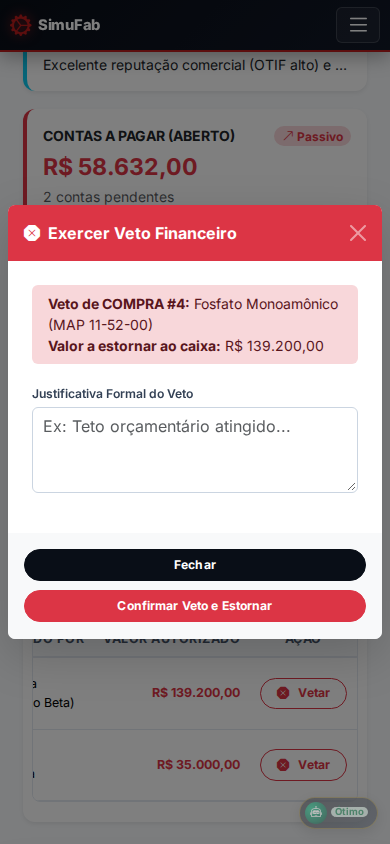 SimuFab
Excelente reputação comercial (OTIF alto) e ...
CONTAS A PAGAR (ABERTO)
Passivo
R$ 58.632,00
2 contas pendentes
Exercer Veto Financeiro
Veto de COMPRA #4: Fosfato Monoamônico
(MAP 11-52-00)
Valor a estornar ao caixa: R$ 139.200,00
Justificativa Formal do Veto
Ex: Teto orçamentário atingido...
Fechar
Confirmar Veto e Estornar
DO POR VALOR AUTORIZADO AÇÃO
a
o Beta)
R$ 139.200,00
Vetar
R$ 35.000,00
Vetar
Otimo